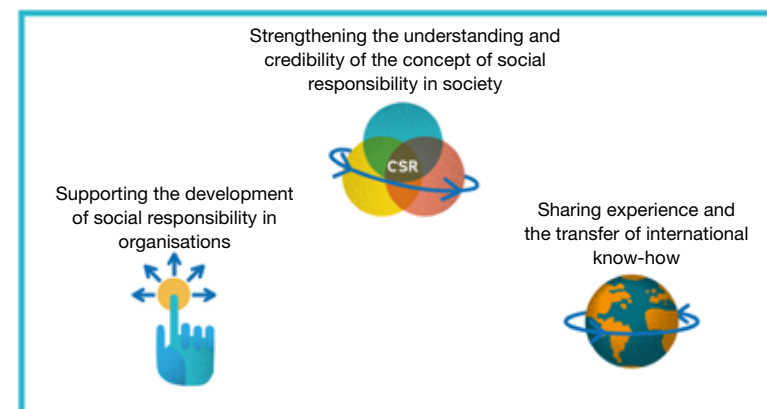 Strengthening the understanding and
credibility of the concept of social
responsibility in society
CSR
Supporting the development
of social responsibility in
organisations
Sharing experience and
the transfer of international
know-how